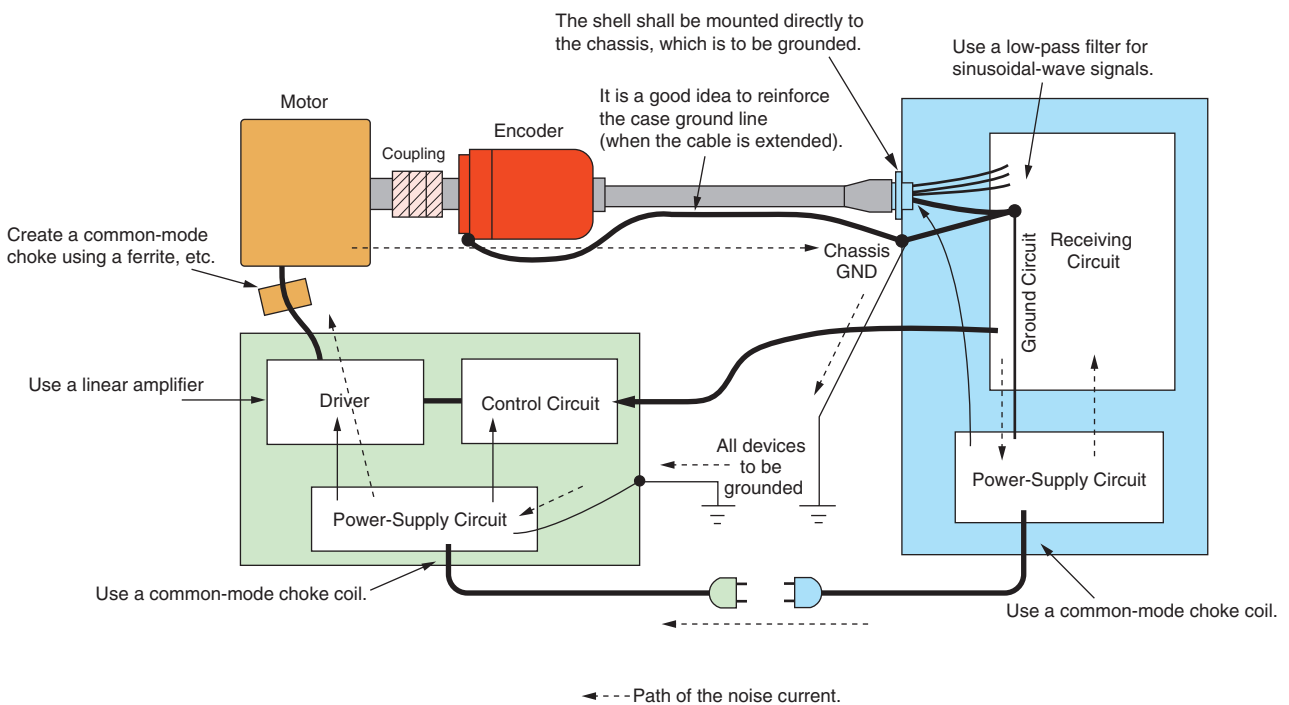 The shell shall be mounted directly to
the chassis, which is to be grounded.
Use a low-pass filter for
sinusoidal-wave signals.
Motor
It is a good idea to reinforce
the case ground line
(when the cable is extended).
Encoder
Coupling
Create a common-mode
choke using a ferrite, etc.
Chassis
GND
Ground Circuit
Receiving
Circuit
Use a linear amplifier
Driver
Control Circuit
All devices
to be
grounded
Power-Supply Circuit
Power-Supply Circuit
Use a common-mode choke coil.
Use a common-mode choke coil.
Path of the noise current.